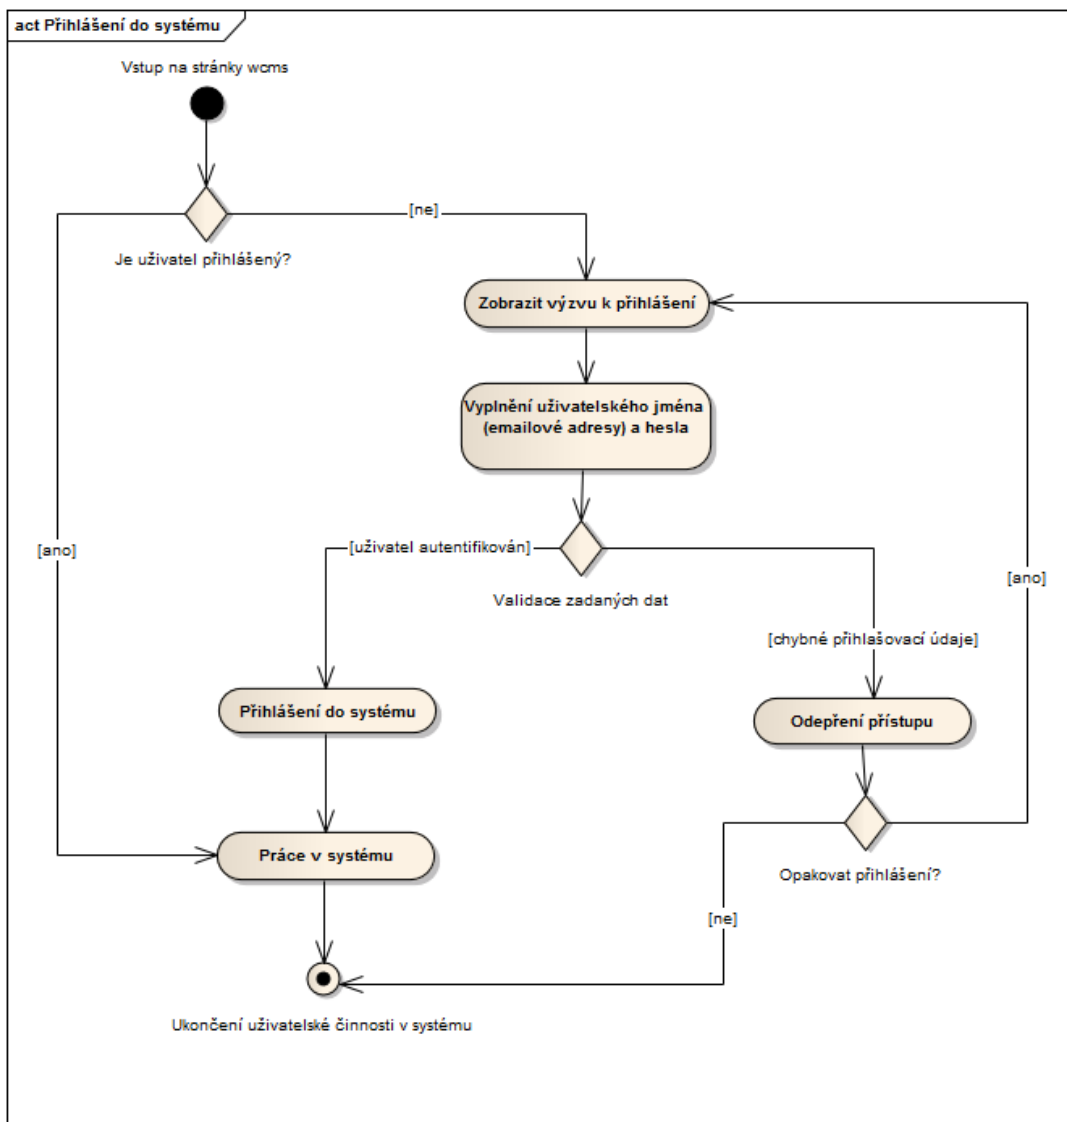 act Přihlášení do systému
Vstup na stránky wcms
[ne]
Je uživatel přihlášený?
Zobrazit výzvu k přihlášení
Vyplnění uživatelského jména
(emailové adresy) a hesla
[ano]
[uživatel autentifikován]
[ano]
Validace zadaných dat
[chybné přihlašovací údaje]
Přihlášení do systému
Odepření přístupu
Práce v systému
Opakovat přihlášení?
[ne]
Ukončení uživatelské činnosti v systému